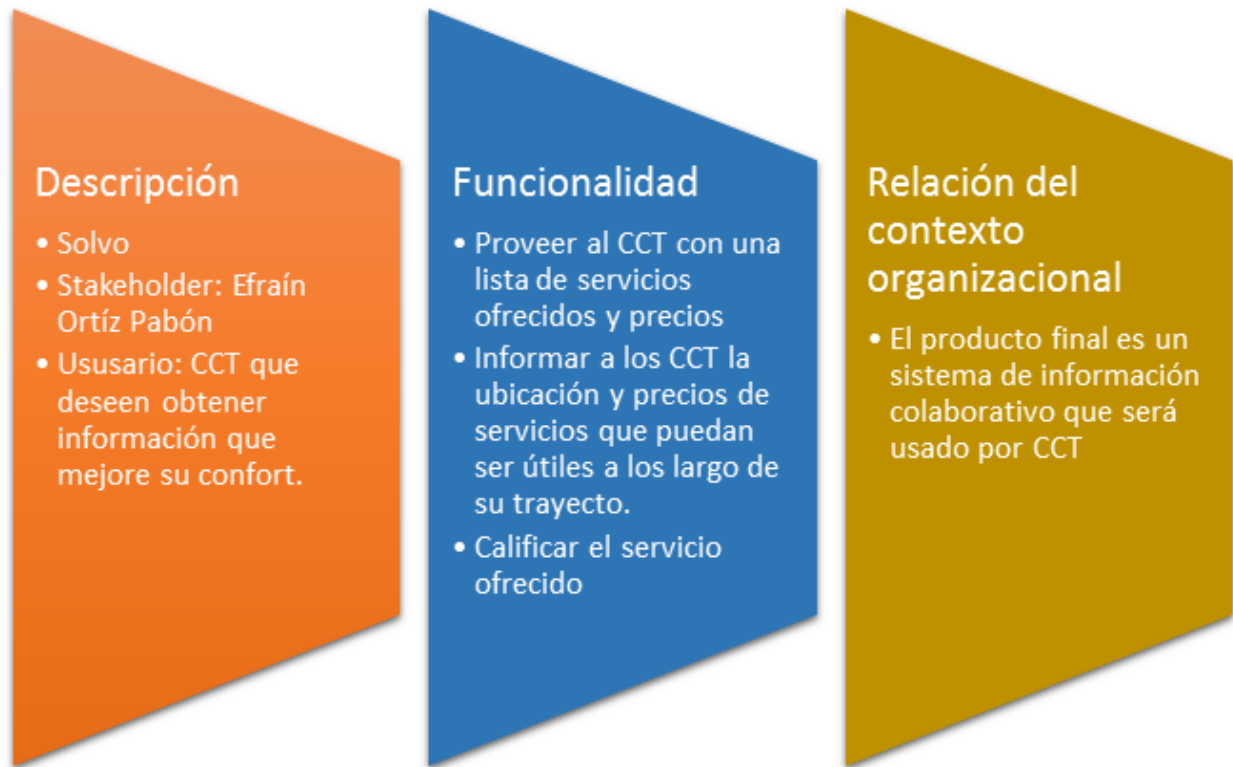 Descripción
• Solvo
• Stakeholder: Efraín
Ortíz Pabón
• Ususario: CCT que
deseen obtener
información que
mejore su confort.
Funcionalidad
• Proveer al CCT con una
lista de servicios
ofrecidos y precios
• Informar a los CCT la
ubicación y precios de
servicios que puedan
ser útiles a los largo de
su trayecto.
• Calificar el servicio
ofrecido
Relación del
contexto
organizacional
• El producto final es un
sistema de información
colaborativo que será
usado por CCT